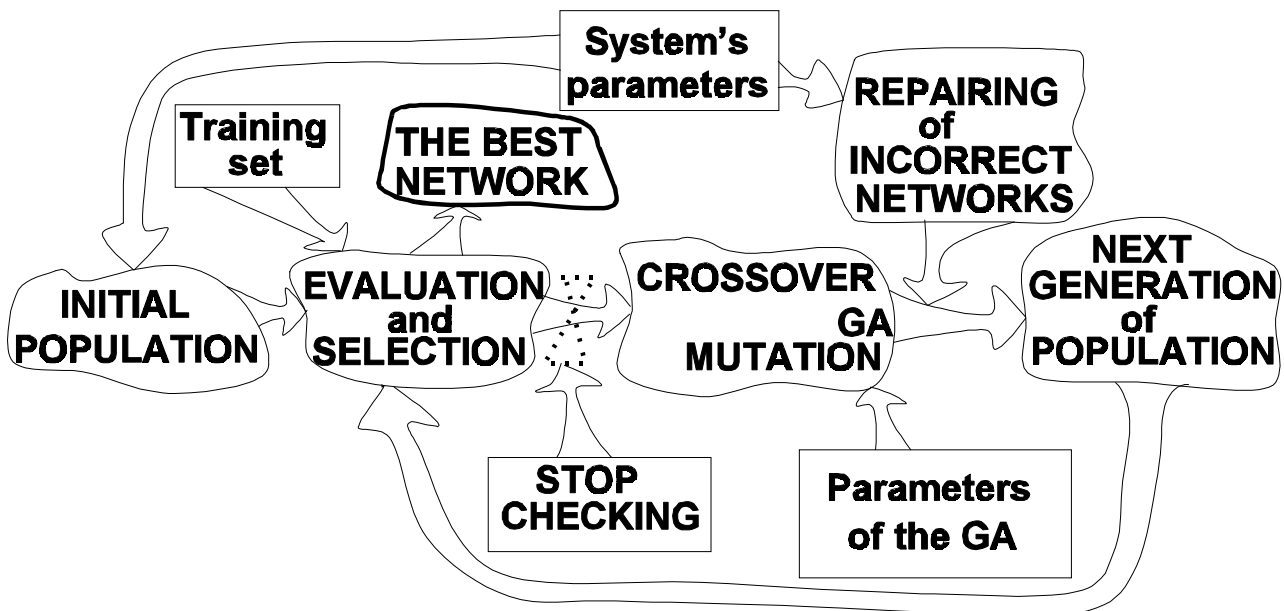 System's
parameters
REPAIRING
of
INCORRECT
NETWORKS
Training
set
THE BEST
NETWORK
INITIAL
POPULATION
EVALUATION
and
SELECTION
CROSSOVER
GA
MUTATION
NEXT
GENERATION
of
POPULATION
STOP
CHECKING
Parameters
of the GA